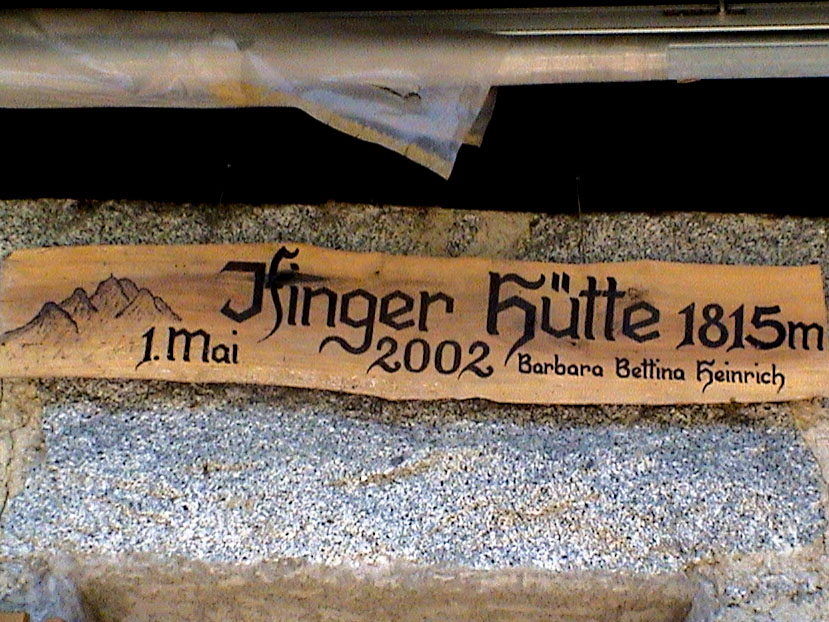 Ifinger Hütte 1815m
1. Mai 2002 Barbara Bettina Heinrich